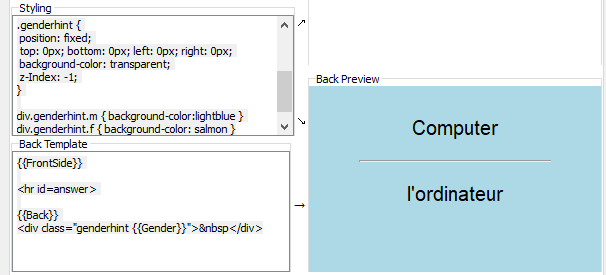 Styling
.genderhint {
position: fixed;
top: 0px; bottom: 0px; left: 0px; right: 0px;
background-color: transparent;
z-Index: -1;
}
div.genderhint.m { background-color:lightblue }
div.genderhint.f { background-color: salmon }
Back Template
{{FrontSide}}
<hr id=answer>
{{Back}}
<div class="genderhint {{Gender}}">&nbsp</div>
Back Preview
Computer
l'ordinateur